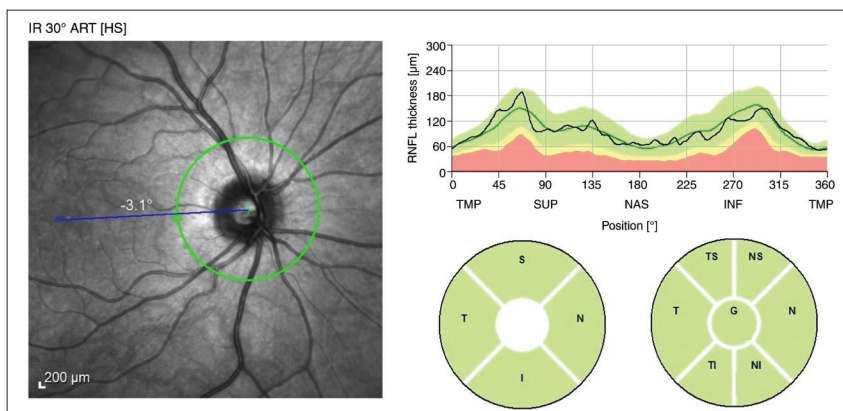 IR 30° ART [HS]
-3.1°
200 µm
RNFL thickness [µm]
300
240
180
120
60
0
0 45 90 135 180 225 270 315 360
TMP SUP NAS INF TMP
Position [°]
S
T N
I
TS NS
T G N
TI NI